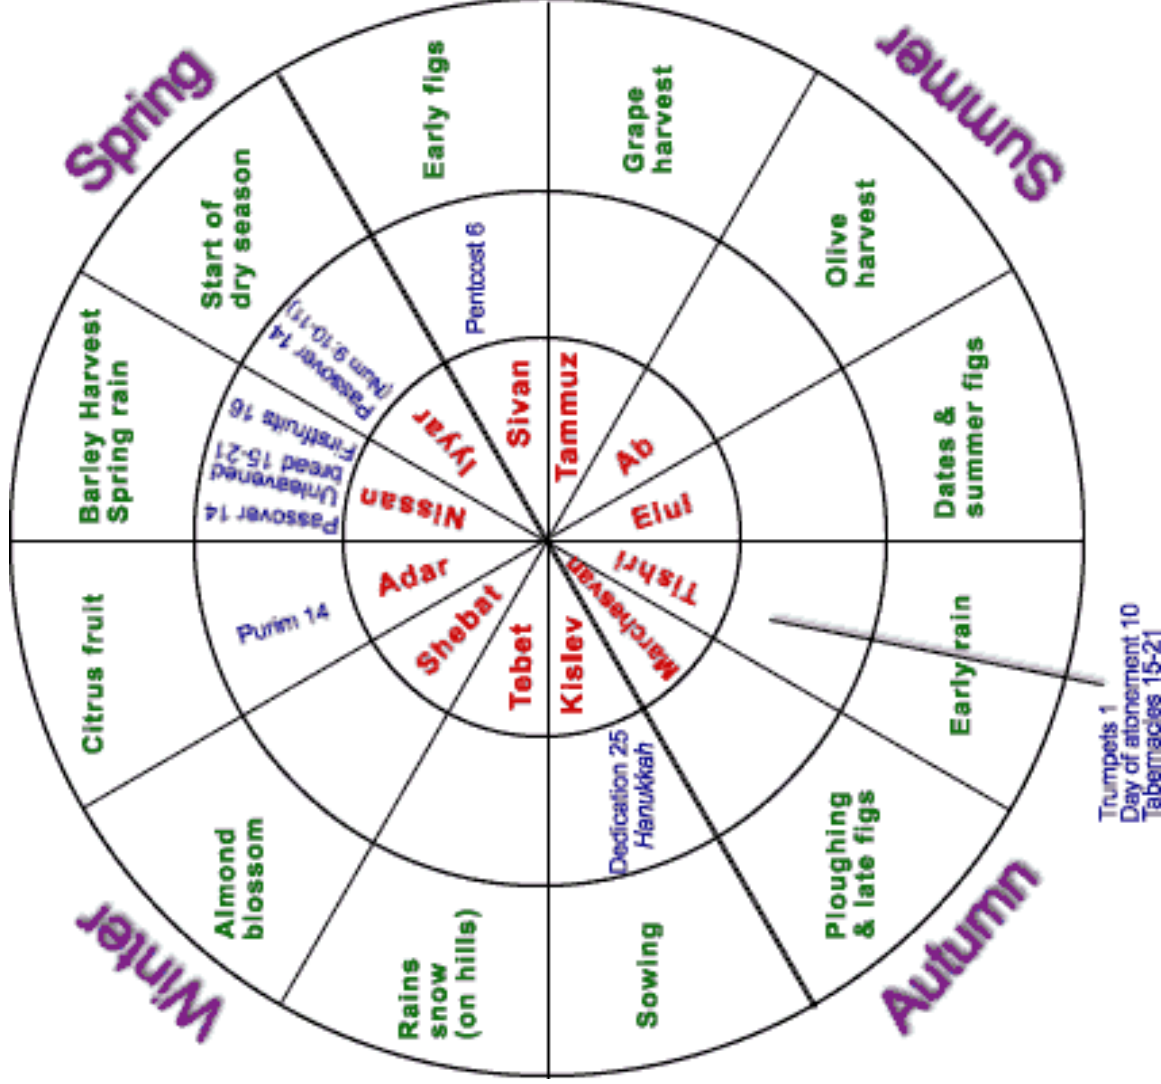 Spring
Summer
Autumn
Winter
Early figs
Grape
harvest
Olive
harvest
Dates &
summer figs
Early rain
Ploughing
& late figs
Sowing
Rains
snow
(on hills)
Almond
blossom
Citrus fruit
Barley Harvest
Spring rain
Start of
dry season
Pentcost 6
Trumpets 1
Day of atonement 10
Tabernacles 15-21
Dedication 25
Hanukkah
Purim 14
Passover 14
Unleavened
bread 15-21
Firstfruits 16
Passover 14
(Num 9:10-11)
Sivan
Tammuz
Ab
Elul
Tishri
Marchesvan
Kislev
Tebet
Shebat
Adar
Nissan
Iyyar